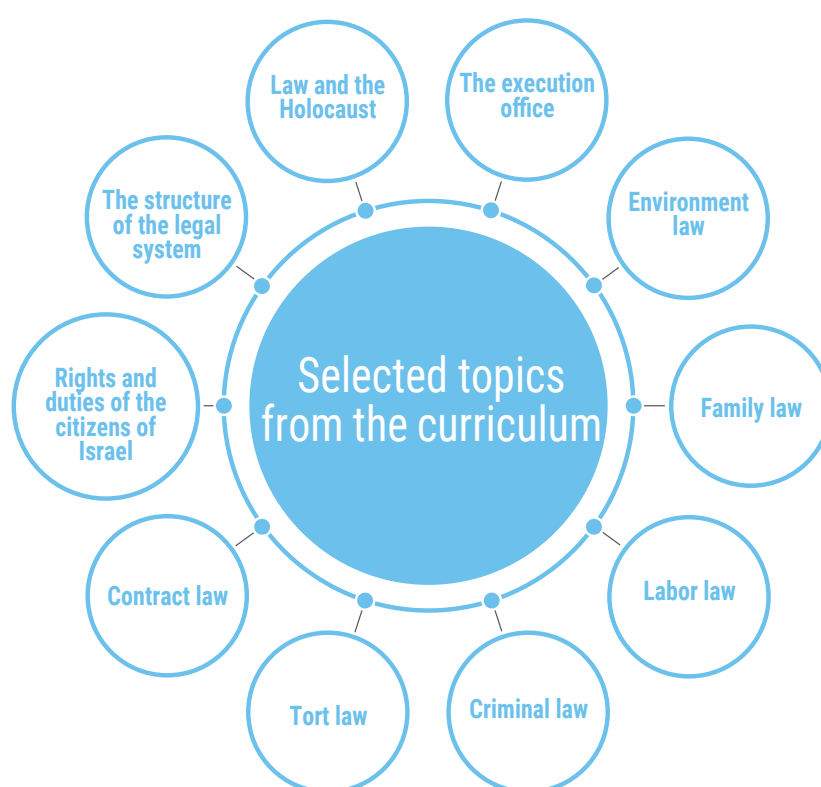 Selected topics
from the curriculum
Law and the
Holocaust
The execution
office
Environment
law
Family law
Labor law
Criminal law
Tort law
Contract law
Rights and
duties of the
citizens of
Israel
The structure
of the legal
system